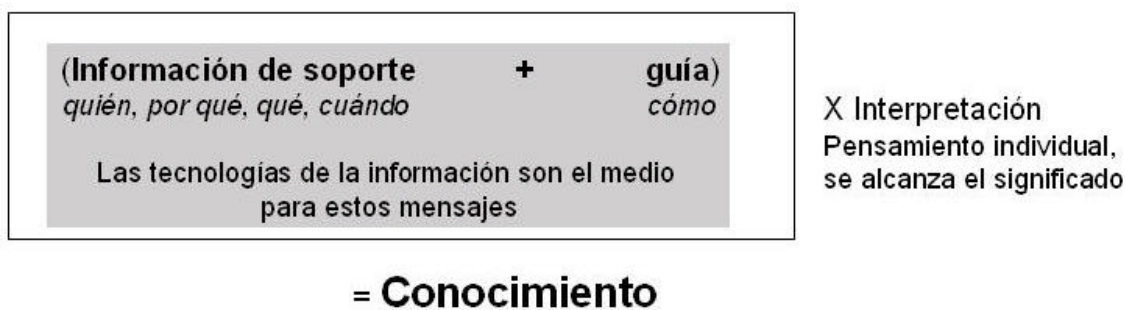 (Información de soporte + guía)
quién, por qué, qué, cuándo cómo
Las tecnologías de la información son el medio
para estos mensajes
X Interpretación
Pensamiento individual,
se alcanza el significado
= Conocimiento